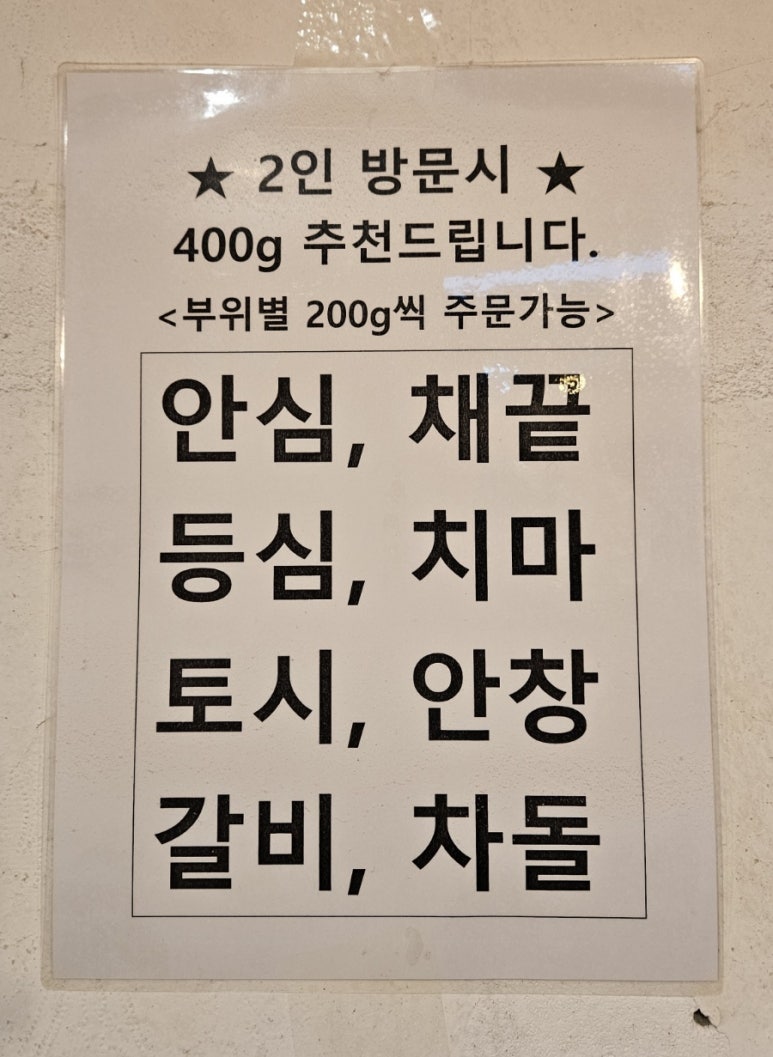 ★ 2인 방문시 ★
400g 추천드립니다.
<부위별 200g씩 주문가능>
안심, 채끝
등심, 치마
토시, 안창
갈비, 차돌